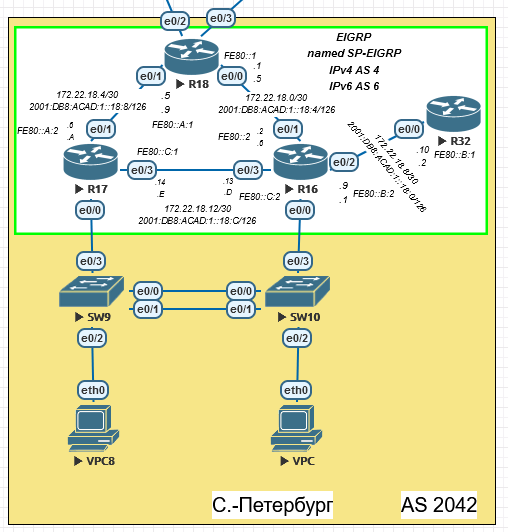 e0/2
e0/3
EIGRP
named SP-EIGRP
IPv4 AS 4
IPv6 AS 6
R18
FE80::1
.1
.5
e0/1
e0/0
172.22.18.4/30
2001:DB8:ACAD:1::18:8/126
.5
.9
FE80::A:1
172.22.18.0/30
2001:DB8:ACAD:1::18:4/126
FE80::A:2
.6
.A
e0/1
FE80::2
.2
.6
e0/1
e0/0
R32
FE80::B:1
.10
.2
172.22.18.8/30
2001:DB8:ACAD:1::18:0/126
R17
e0/3
FE80::C:1
.14
.E
e0/3
.13
.D
FE80::C:2
R16
e0/2
.9
.1
FE80::B:2
172.22.18.12/30
2001:DB8:ACAD:1::18:C/126
e0/0
e0/0
e0/3
e0/3
SW9
e0/0
e0/1
e0/0
e0/1
SW10
e0/2
e0/2
eth0
eth0
VPC8
VPC
С.-Петербург
AS 2042